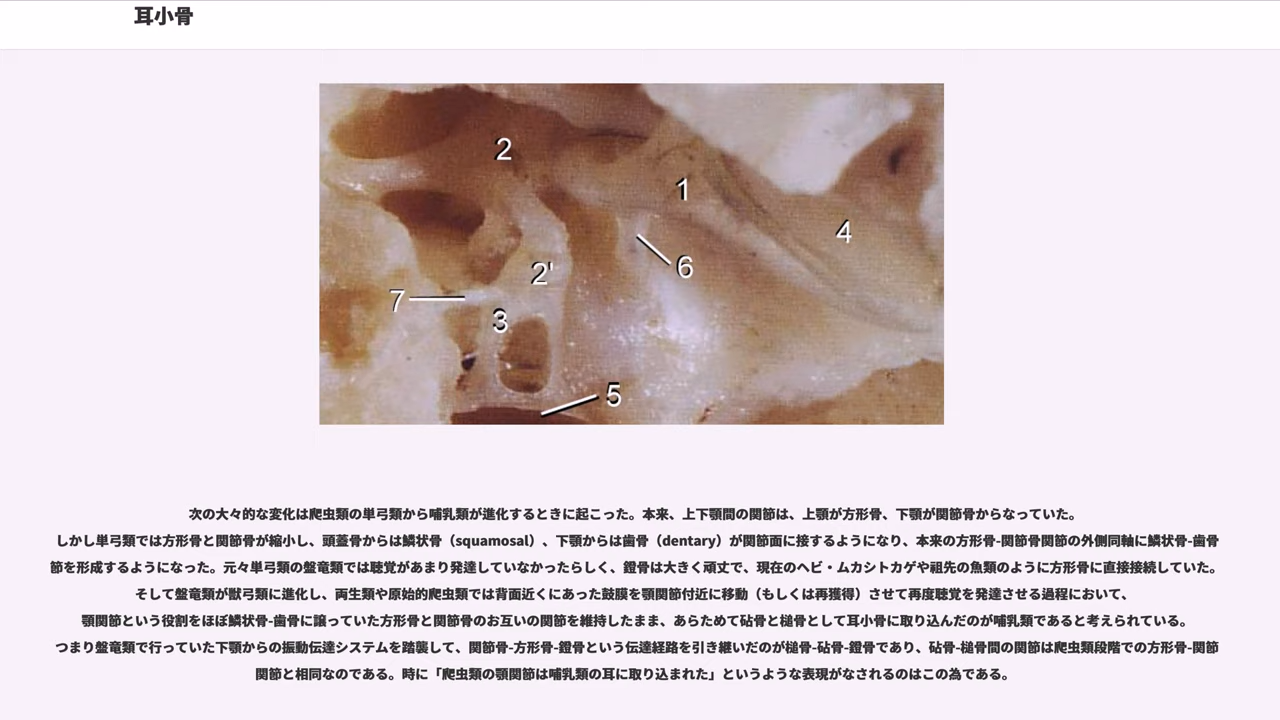 耳小骨
2
1
4
6
2'
7
3
5
次の大々的な変化は爬虫類の単弓類から哺乳類が進化するときに起こった。本来、上下顎間の関節は、上顎が方形骨、下顎が関節骨からなっていた。
しかし単弓類では方形骨と関節骨が縮小し、頭蓋骨からは鱗状骨（squamosal）、下顎からは歯骨（dentary）が関節面に接するようになり、本来の方形骨-関節骨関節の外側同軸に鱗状骨-歯骨
節を形成するようになった。元々単弓類の盤竜類では聴覚があまり発達していなかったらしく、鐙骨は大きく頑丈で、現在のヘビ・ムカシトカゲや祖先の魚類のように方形骨に直接接続していた。
そして盤竜類が獣弓類に進化し、両生類や原始的爬虫類では背面近くにあった鼓膜を顎関節付近に移動（もしくは再獲得）させて再度聴覚を発達させる過程において、
顎関節という役割をほぼ鱗状骨-歯骨に譲っていた方形骨と関節骨のお互いの関節を維持したまま、あらためて砧骨と槌骨として耳小骨に取り込んだのが哺乳類であると考えられている。
つまり盤竜類で行っていた下顎からの振動伝達システムを踏襲して、関節骨-方形骨-鐙骨という伝達経路を引き継いだのが槌骨-砧骨-鐙骨であり、砧骨-槌骨間の関節は爬虫類段階での方形骨-関節
関節と相同なのである。時に「爬虫類の顎関節は哺乳類の耳に取り込まれた」というような表現がなされるのはこの為である。